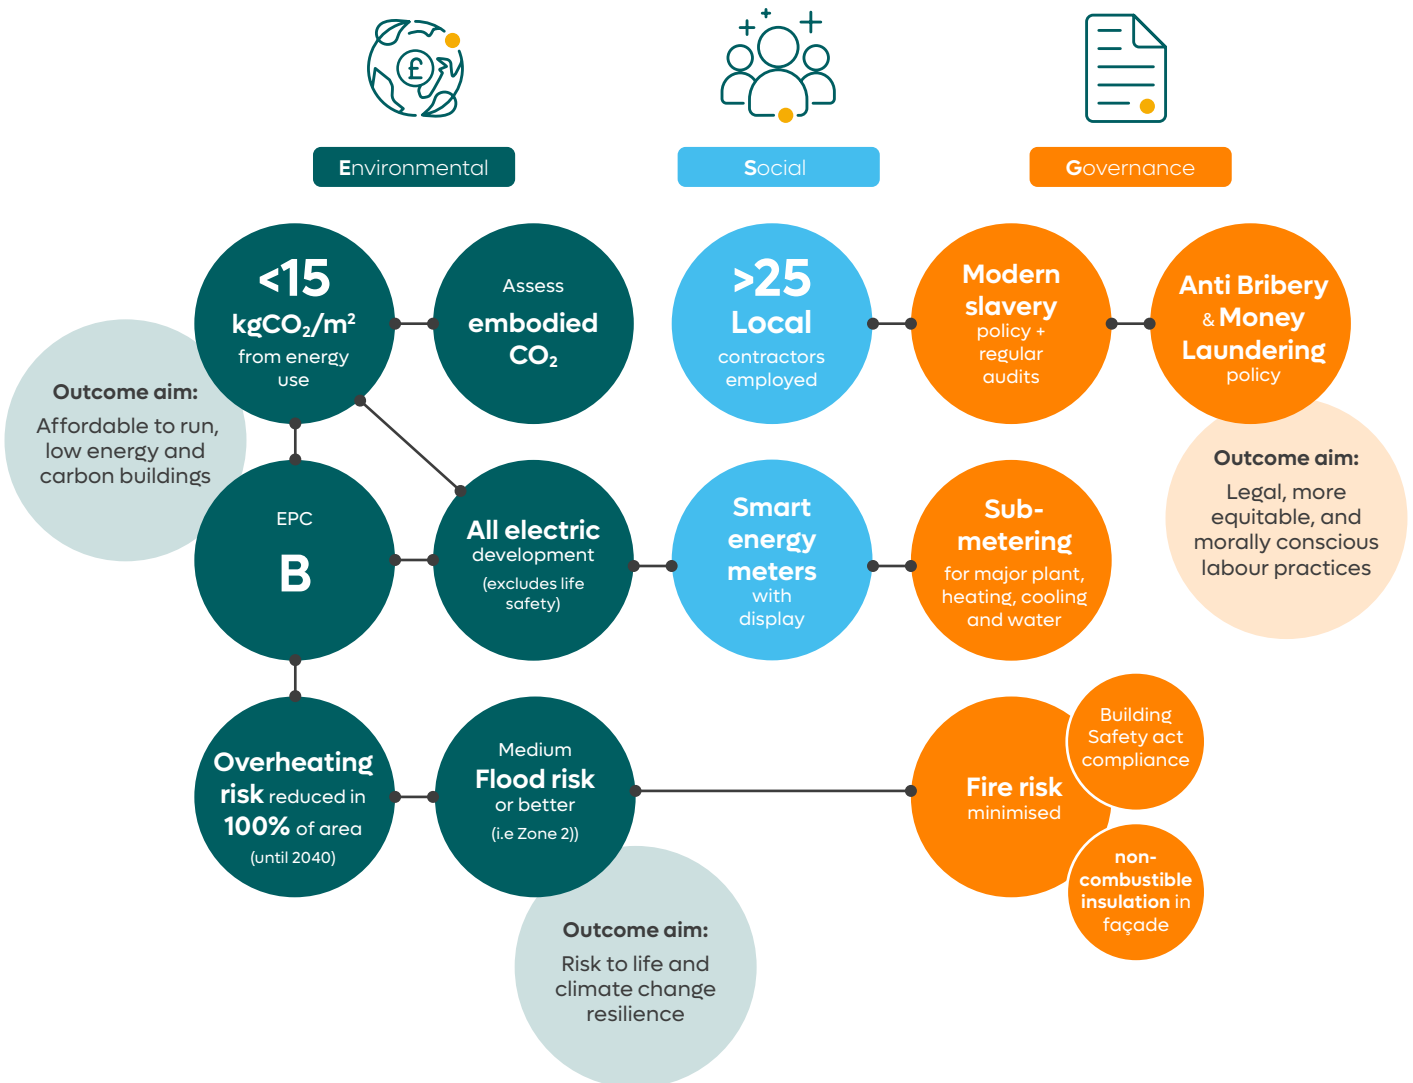 £
Environmental
Social
Governance
<15
kgCO₂/m²
from energy
use
Assess
embodied
CO₂
>25
Local
contractors
employed
Modern
slavery
policy +
regular
audits
Anti Bribery
& Money
Laundering
policy
Outcome aim:
Affordable to run,
low energy and
carbon buildings
Outcome aim:
Legal, more
equitable, and
morally conscious
labour practices
EPC
B
All electric
development
(excludes life
safety)
Smart
energy
meters
with
display
Sub-
metering
for major plant,
heating, cooling
and water
Overheating
risk reduced in
100% of area
(until 2040)
Medium
Flood risk
or better
(i.e Zone 2))
Fire risk
minimised
Building
Safety act
compliance
non-
combustible
insulation in
façade
Outcome aim:
Risk to life and
climate change
resilience